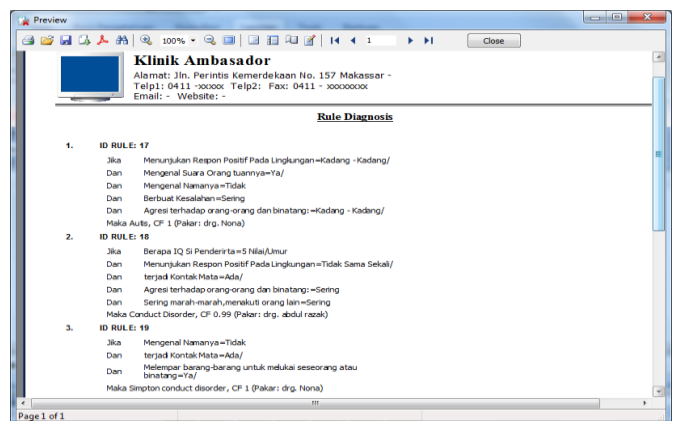 Preview
100%
1
Close
Klinik Ambasador
Alamat: Jln. Perintis Kemerdekaan No. 157 Makassar -
Telp1: 0411 -xxxxx Telp2: Fax: 0411 - xxxxxxxx
Email: - Website: -
Rule Diagnosis
1. ID RULE: 17
Jika Menunjukan Respon Positif Pada Lingkungan=Kadang -Kadang/
Dan Mengenal Suara Orang tuannya=Ya/
Dan Mengenal Namanya=Tidak
Dan Berbuat Kesalahan=Sering
Dan Agresi terhadap orang-orang dan binatang:=Kadang - Kadang/
Maka Autis, CF 1 (Pakar: drg. Nona)
2. ID RULE: 18
Jika Berapa IQ Si Penderirta=5 Nilai/Umur
Dan Menunjukan Respon Positif Pada Lingkungan=Tidak Sama Sekali/
Dan terjadi Kontak Mata=Ada/
Dan Agresi terhadap orang-orang dan binatang:=Sering
Dan Sering marah-marah,menakuti orang lain=Sering
Maka Conduct Disorder, CF 0.99 (Pakar: drg. abdul razak)
3. ID RULE: 19
Jika Mengenal Namanya=Tidak
Dan terjadi Kontak Mata=Ada/
Dan Melempar barang-barang untuk melukai seseorang atau
binatang=Ya/
Maka Simpton conduct disorder, CF 1 (Pakar: drg. Nona)
Page 1 of 1